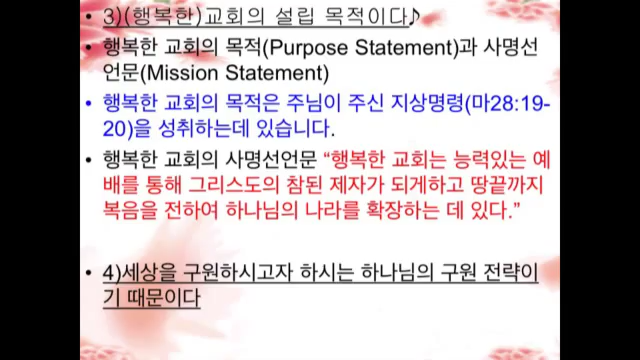 • 3)(행복한)교회의 설립 목적이다♪
• 행복한 교회의 목적(Purpose Statement)과 사명선
언문(Mission Statement)
• 행복한 교회의 목적은 주님이 주신 지상명령(마28:19-
20)을 성취하는데 있습니다.
• 행복한 교회의 사명선언문 “행복한 교회는 능력있는 예
배를 통해 그리스도의 참된 제자가 되게하고 땅끝까지
복음을 전하여 하나님의 나라를 확장하는 데 있다.”
• 4)세상을 구원하시고자 하시는 하나님의 구원 전략이
기 때문이다